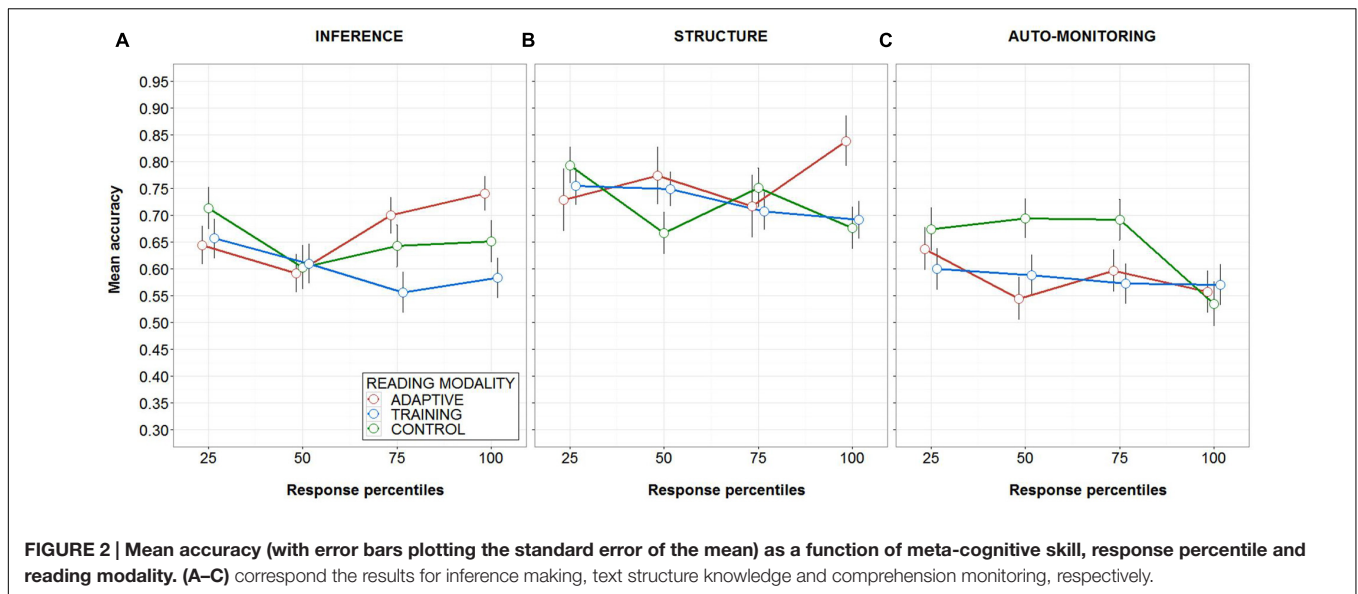 A INFERENCE B STRUCTURE C AUTO-MONITORING
0.95
0.90
0.85
0.80
0.75
0.70
0.65
0.60
0.55
0.50
0.45
0.40
0.35
0.30
Mean accuracy
READING MODALITY
ADAPTIVE
TRAINING
CONTROL
25 50 75 100 25 50 75 100 25 50 75 100
Response percentiles Response percentiles Response percentiles
FIGURE 2 | Mean accuracy (with error bars plotting the standard error of the mean) as a function of meta-cognitive skill, response percentile and
reading modality. (A–C) correspond the results for inference making, text structure knowledge and comprehension monitoring, respectively.